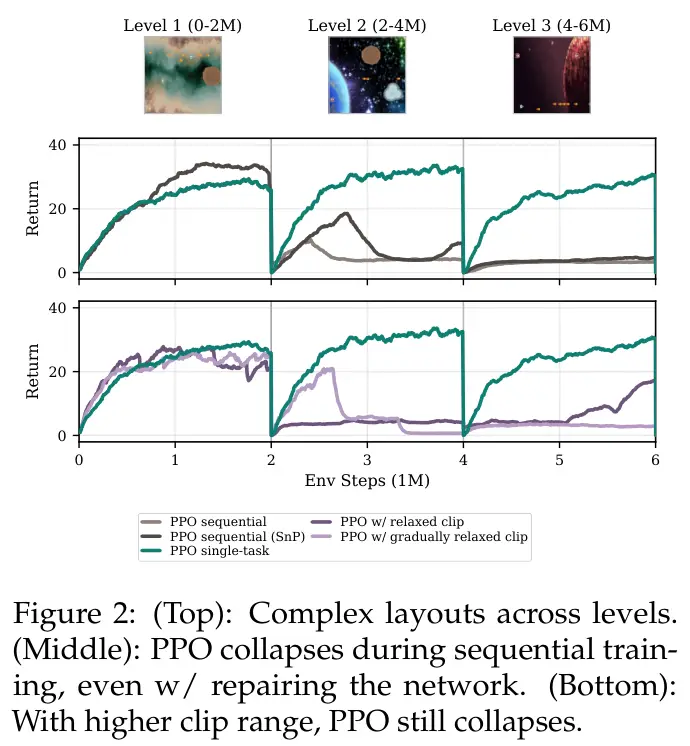 Level 1 (0-2M) Level 2 (2-4M) Level 3 (4-6M)
40
20
0
Return
40
20
0
Return
0 1 2 3 4 5 6
Env Steps (1M)
PPO sequential
PPO sequential (SnP)
PPO single-task
PPO w/ relaxed clip
PPO w/ gradually relaxed clip
Figure 2: (Top): Complex layouts across levels.
(Middle): PPO collapses during sequential train-
ing, even w/ repairing the network. (Bottom):
With higher clip range, PPO still collapses.